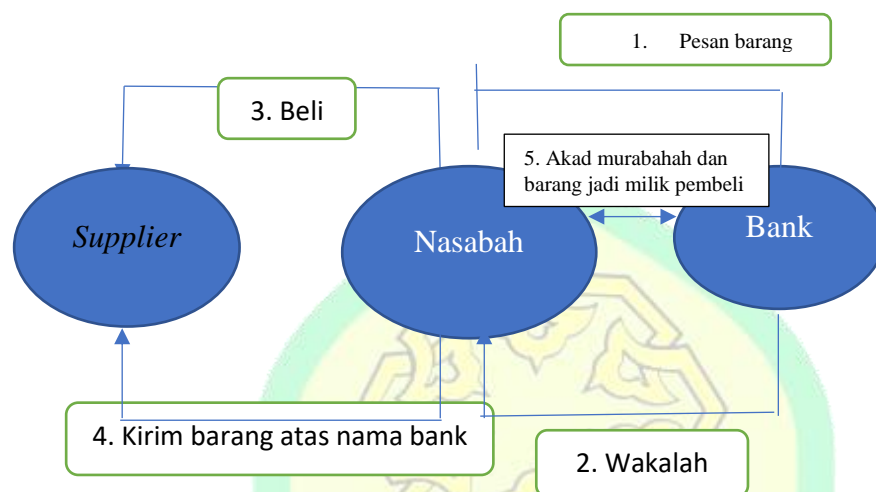 1. Pesan barang
3. Beli
5. Akad murabahah dan
barang jadi milik pembeli
Supplier
Nasabah
Bank
4. Kirim barang atas nama bank
2. Wakalah